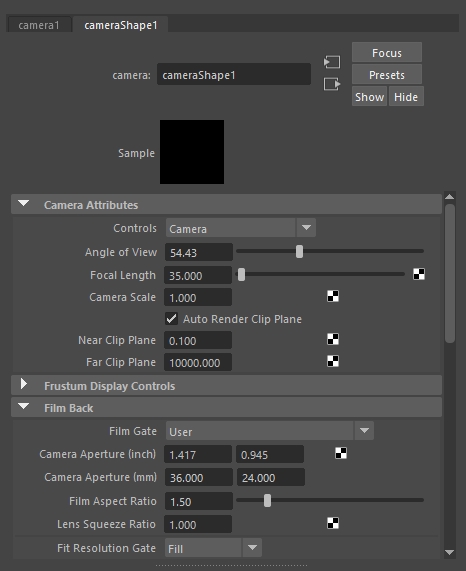 camera1 cameraShape1
Focus
camera: cameraShape1
Presets
Show Hide
Sample
Camera Attributes
Controls Camera
Angle of View 54.43
Focal Length 35.000
Camera Scale 1.000
Auto Render Clip Plane
Near Clip Plane 0.100
Far Clip Plane 10000.000
Frustum Display Controls
Film Back
Film Gate User
Camera Aperture (inch) 1.417 0.945
Camera Aperture (mm) 36.000 24.000
Film Aspect Ratio 1.50
Lens Squeeze Ratio 1.000
Fit Resolution Gate Fill